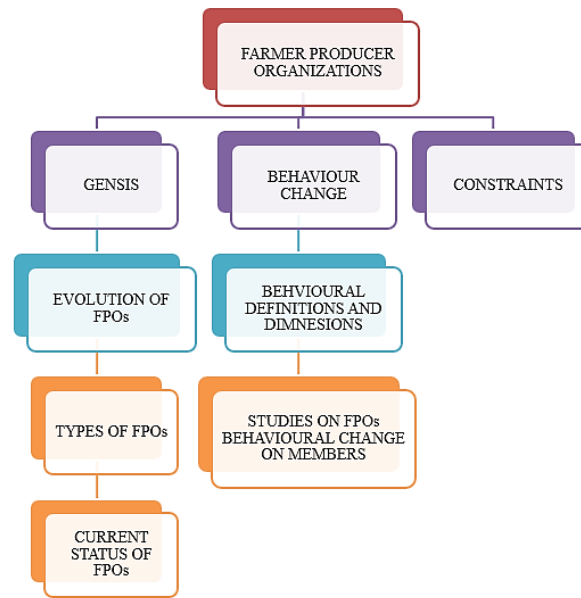 FARMER PRODUCER
ORGANIZATIONS
GENSIS
BEHAVIOUR
CHANGE
CONSTRAINTS
EVOLUTION OF
FPOs
BEHVIOURAL
DEFINITIONS AND
DIMNESIONS
TYPES OF FPOs
STUDIES ON FPOs
BEHAVIOURAL CHANGE
ON MEMBERS
CURRENT
STATUS OF
FPOs